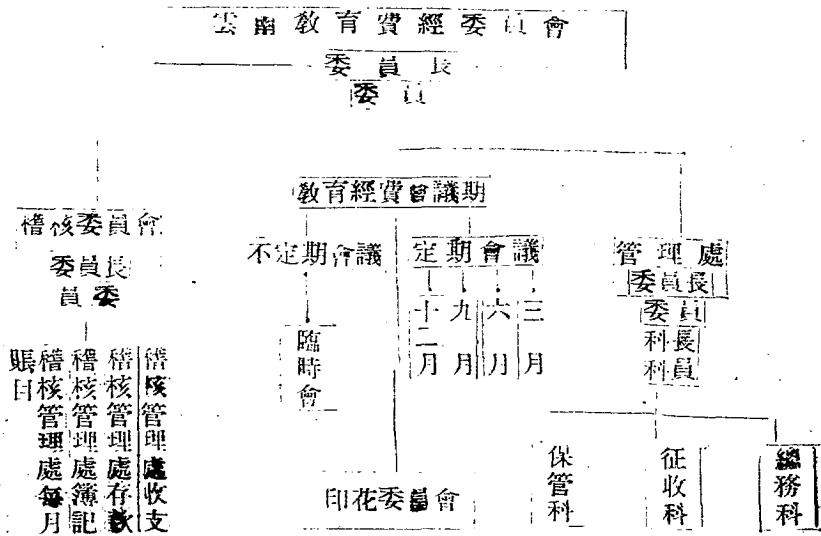 雲南教育費經委員會
委員長
委員
教育經費會議期
管理處
委員長
委員
科長
科員
總務科
征收科
保管科
定期會議
三月
六月
九月
十二月
不定期會議
臨時會
印花委員會
稽核委員會
委員長
員委
稽核管理處收支
稽核管理處存款
稽核管理處簿記
稽核管理處每月
賬目